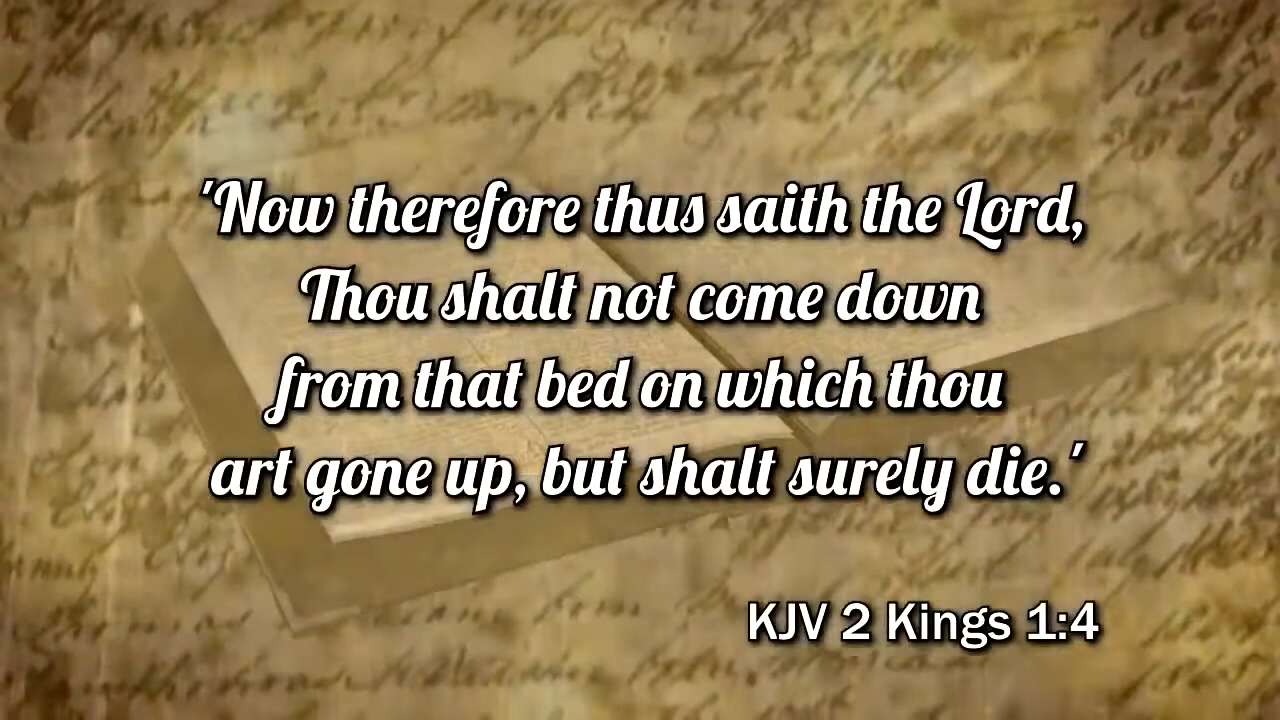 'Now therefore thus saith the Lord,
Thou shalt not come down
from that bed on which thou
art gone up, but shalt surely die.'
KJV 2 Kings 1:4